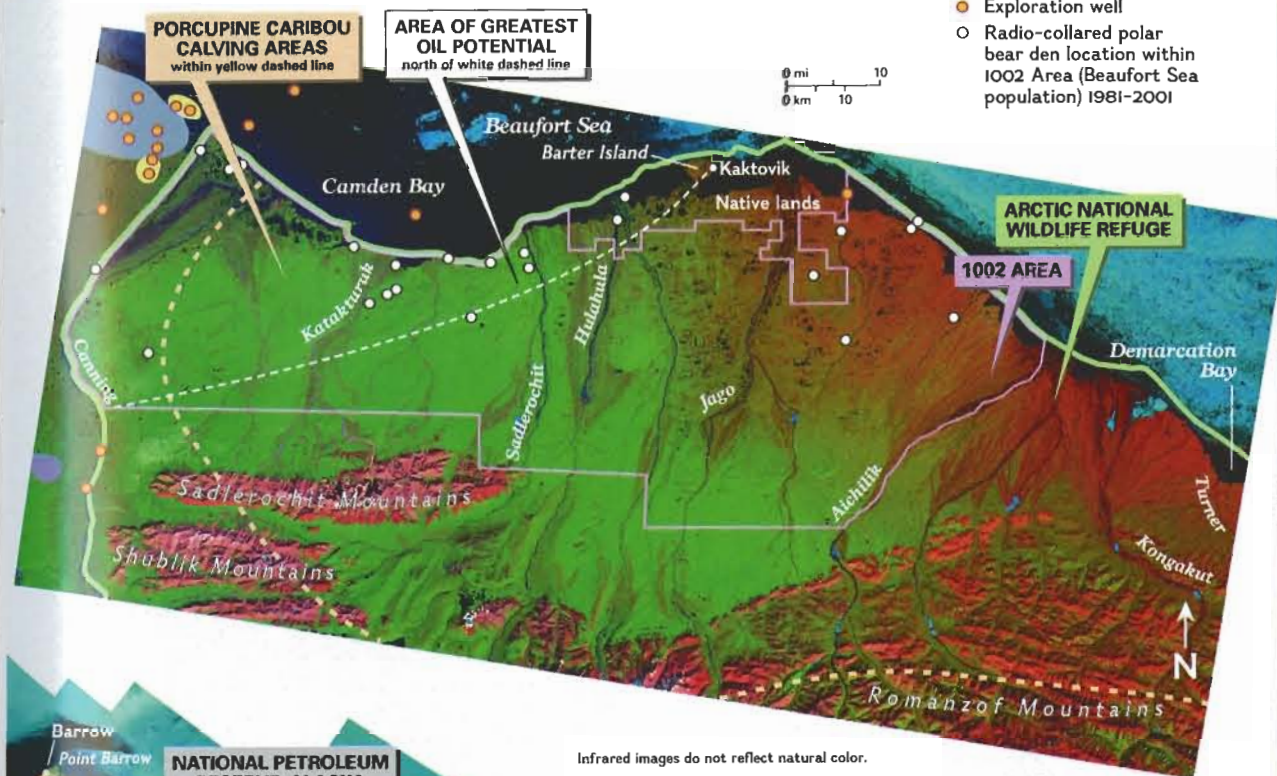 Exploration well
Radio-collared polar
bear den location within
1002 Area (Beaufort Sea
population) 1981–2001
PORCUPINE CARIBOU
CALVING AREAS
within yellow dashed line
AREA OF GREATEST
OIL POTENTIAL
north of white dashed line
0 mi 10
0 km 10
Beaufort Sea
Barter Island
Kaktovik
Camden Bay
Native lands
ARCTIC NATIONAL
WILDLIFE REFUGE
1002 AREA
Katakturuk
Hulahula
Demarcation
Bay
Canning
Sadlerochit
Jago
Aichilik
Sadlerochit Mountains
Turner
Shublik Mountains
Kongakut
N
Romanzof Mountains
Barrow
Point Barrow
NATIONAL PETROLEUM
Infrared images do not reflect natural color.